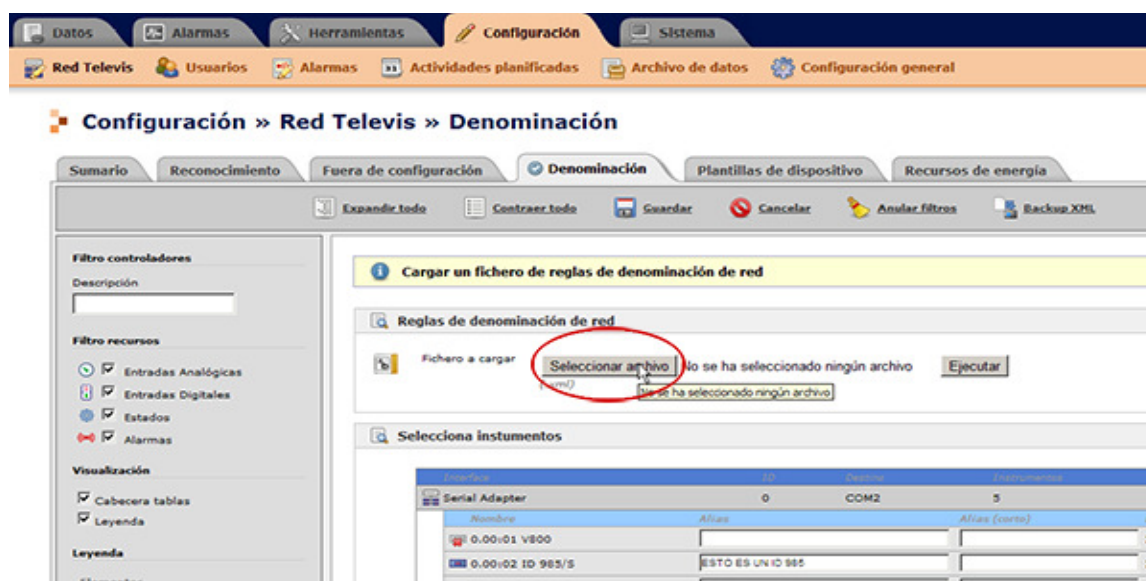 Datos Alarmas Herramientas Configuración Sistema
Red Televis Usuarios Alarmas Actividades planificadas Archivo de datos Configuración general
Configuración » Red Televis » Denominación
Sumario Reconocimiento Fuera de configuración Denominación Plantillas de dispositivo Recursos de energía
Expandir todo Contraer todo Guardar Cancelar Anular filtros Backup XML
Filtro controladores
Descripción
Filtro recursos
Entradas Analógicas
Entradas Digitales
Estados
Alarmas
Visualización
Cabecera tablas
Leyenda
Leyenda
Cargar un fichero de reglas de denominación de red
Reglas de denominación de red
Fichero a cargar Seleccionar archivo No se ha seleccionado ningún archivo Ejecutar
No se ha seleccionado ningún archivo
Selecciona instumentos
Interface ID Destino Instrumentos
Serial Adapter 0 COM2 5
Nombre Alias Alias (corto)
0.00:01 V800
0.00:02 ID 985/S ESTO ES UN ID 985